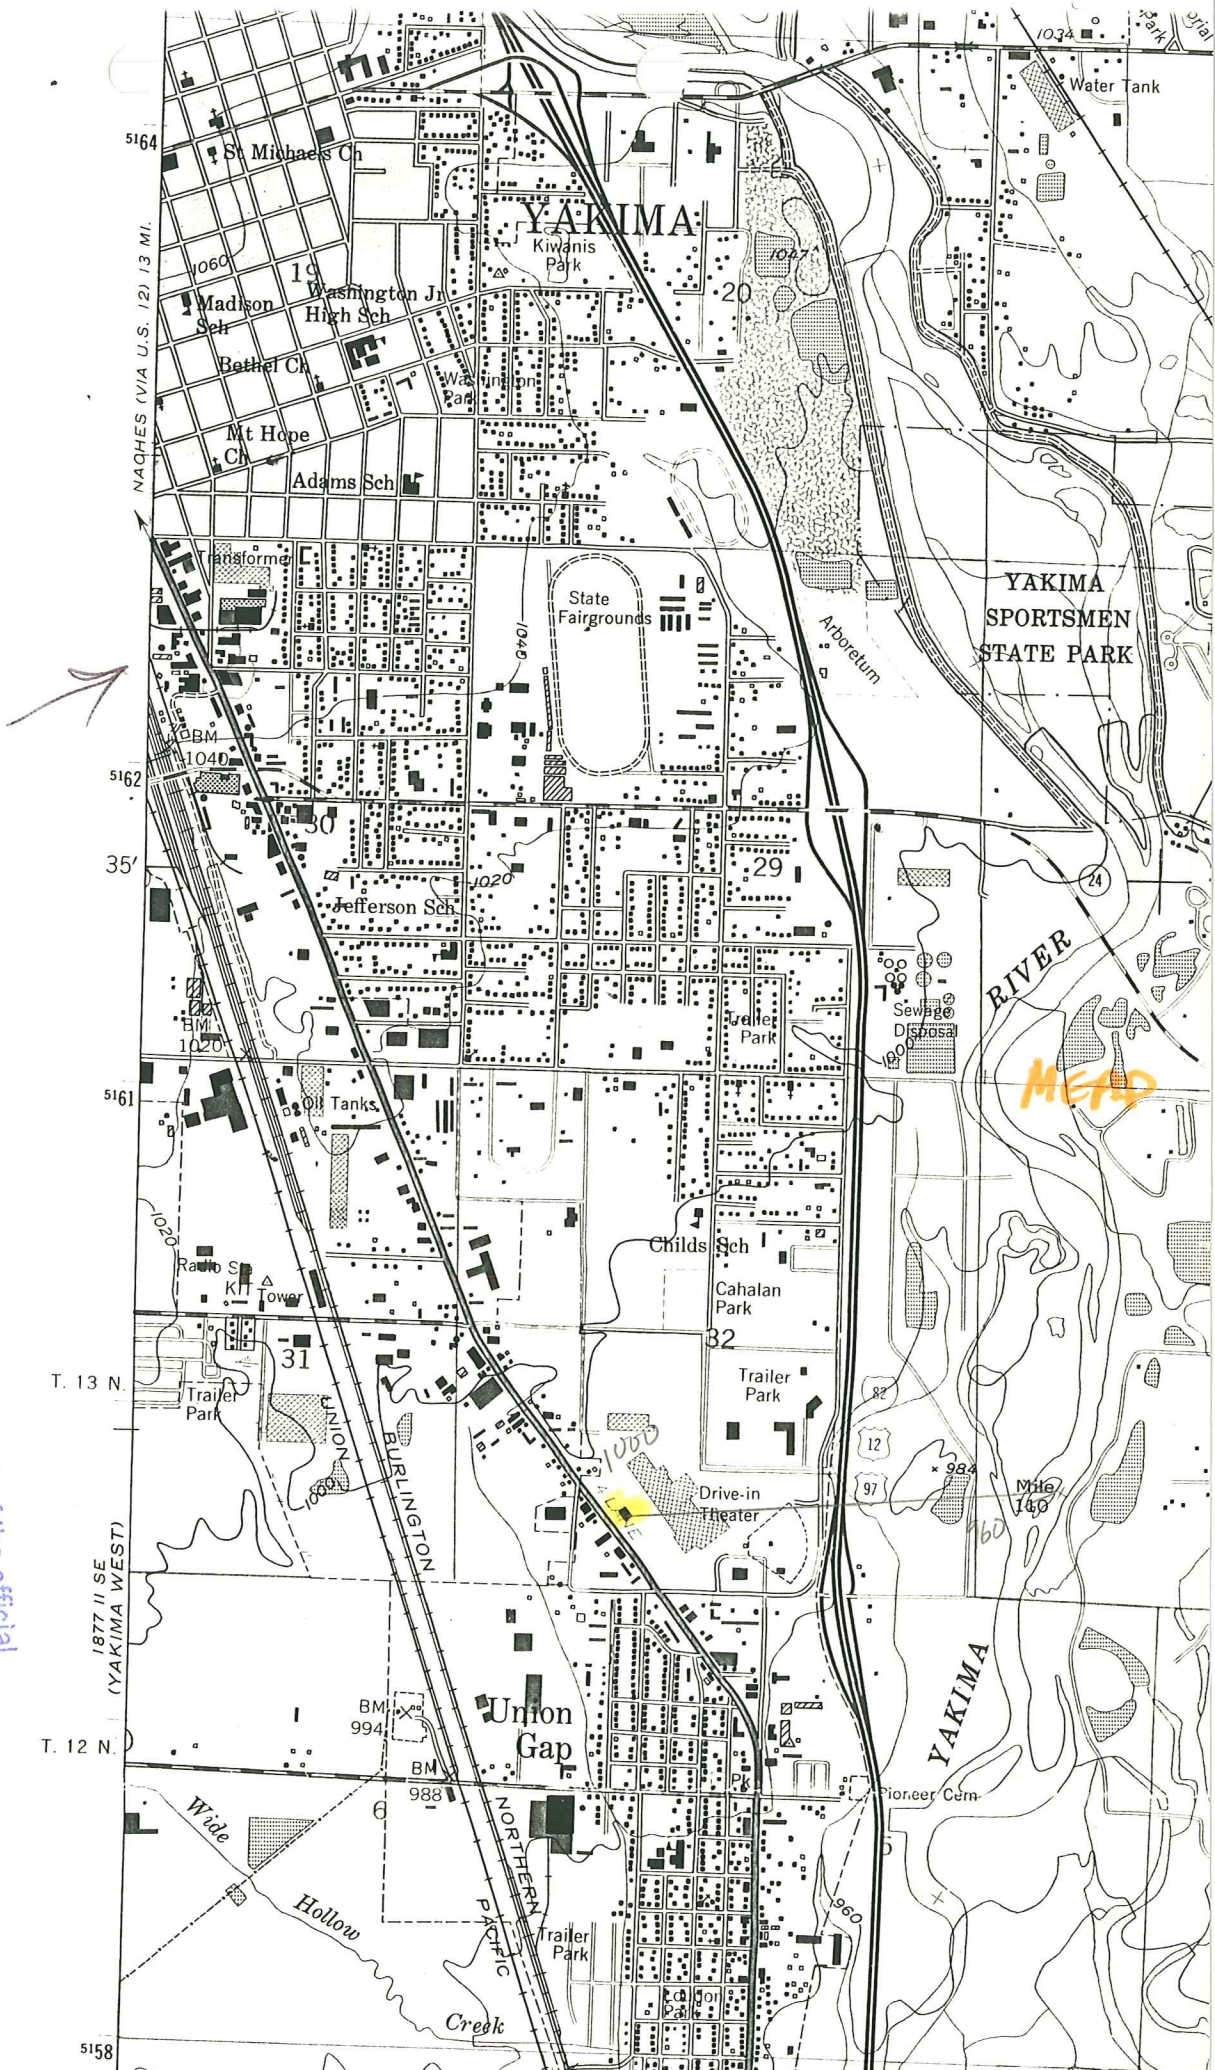 1034
Park
Water Tank
5164
St Michaels Ch
YAKIMA
Kiwanis
Park
NACHES (VIA U.S. 12) 13 MI.
1060
19
Washington Jr
High Sch
Madison
Sch
1047
20
Bethel Ch
Washington
Park
Mt Hope
Ch
Adams Sch
Transformer
State
Fairgrounds
1040
Arboretum
YAKIMA
SPORTSMEN
STATE PARK
BM
1040
5162
30
29
35'
1020
24
Jefferson Sch
RIVER
Sewage
Disposal
Trailer
Park
BM
1020
1000
MEAD
5161
Oil Tanks
1020
Childs Sch
Radio Sta
KIT Tower
Cahalan
Park
32
31
T. 13 N.
Trailer
Park
Trailer
Park
82
UNION
BURLINGTON
12
1000
984
97
Mile
110
1000
Drive-in
Theater
LANE
960
official
1877 II SE
(YAKIMA WEST)
YAKIMA
BM
994
Union
Gap
T. 12 N.
BM
988
Pk
Pioneer Cem
6
5
Wide
NORTHERN
Hollow
PACIFIC
960
Trailer
Park
Creek
5158